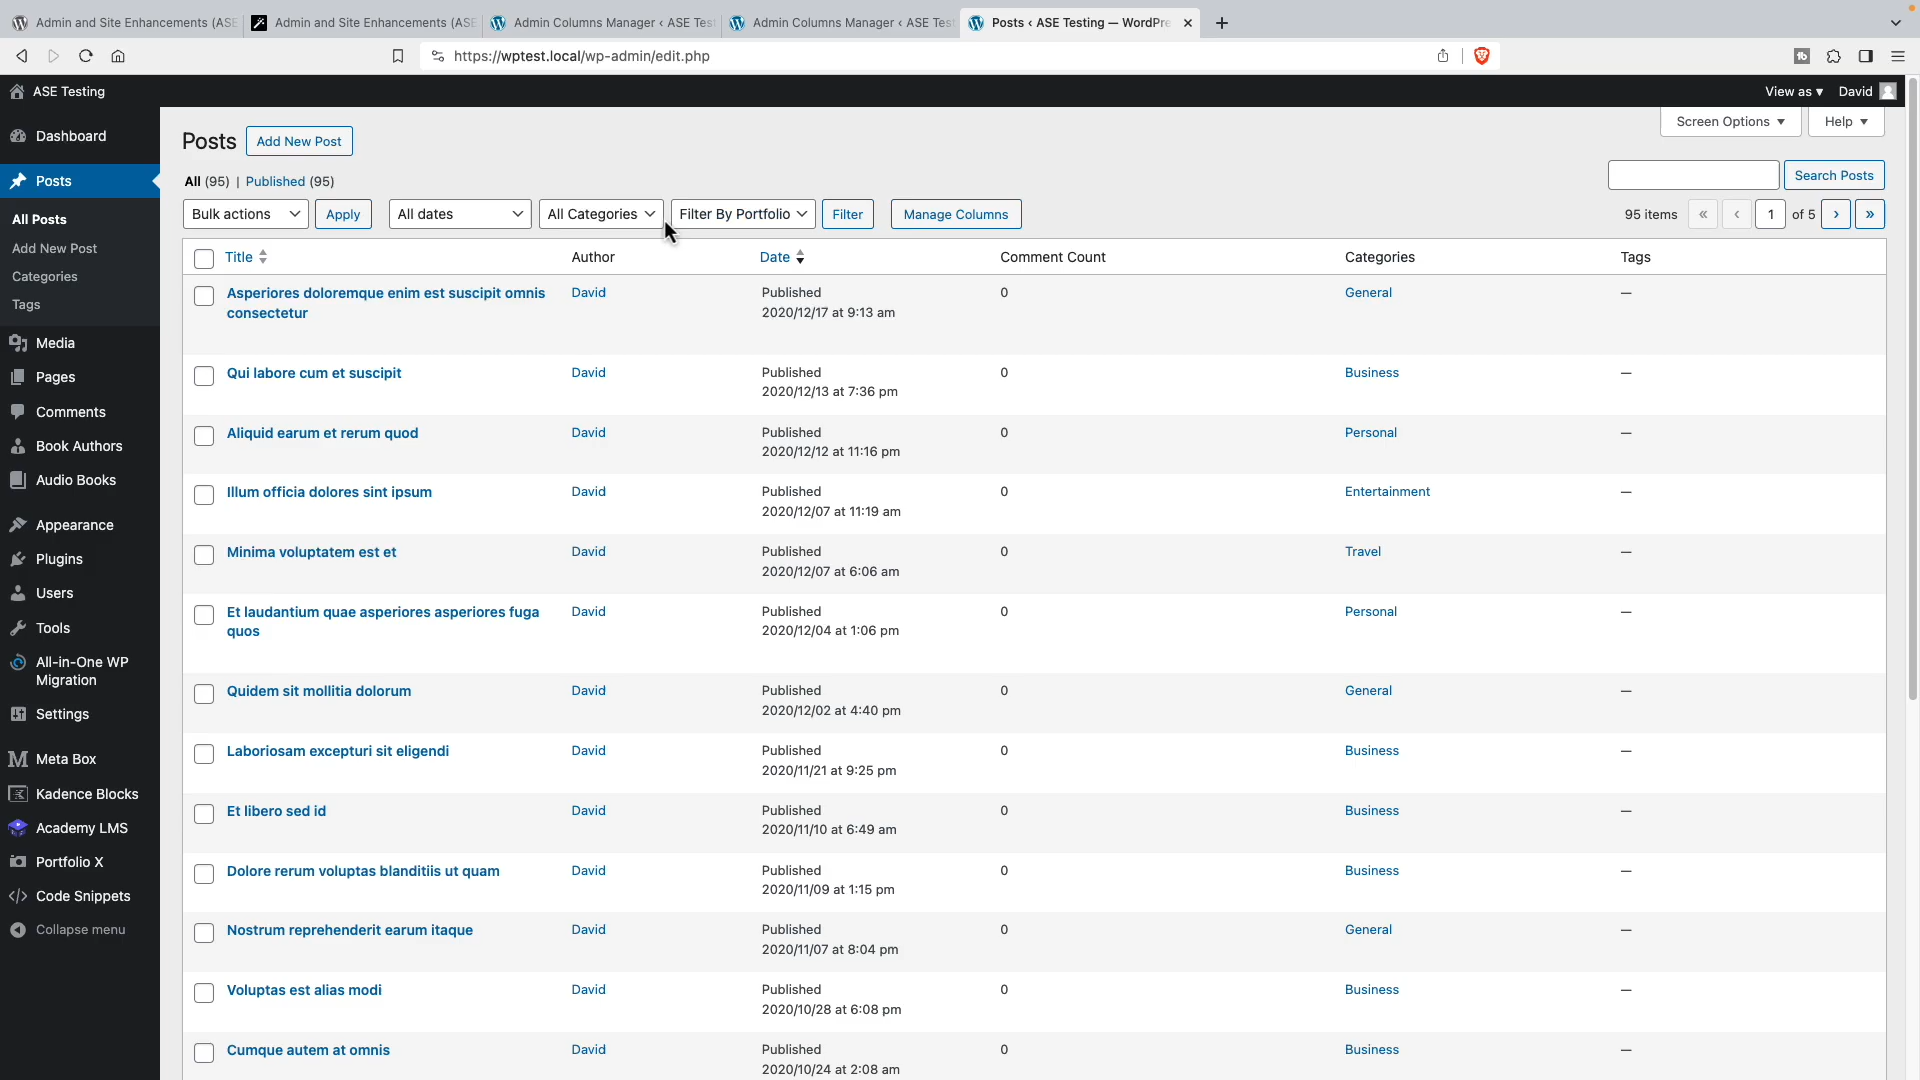 Admin and Site Enhancements (ASE
Admin and Site Enhancements (ASE
Admin Columns Manager ‹ ASE Tes
Admin Columns Manager ‹ ASE Tes
Posts ‹ ASE Testing — WordPre
https://wptest.local/wp-admin/edit.php
ASE Testing
View as ▾ David
Dashboard
Posts
All Posts
Add New Post
Categories
Tags
Media
Pages
Comments
Book Authors
Audio Books
Appearance
Plugins
Users
Tools
All-in-One WP
Migration
Settings
Meta Box
Kadence Blocks
Academy LMS
Portfolio X
Code Snippets
Collapse menu
Posts Add New Post
Screen Options ▼ Help ▼
All (95) | Published (95)
Search Posts
Bulk actions Apply All dates All Categories Filter By Portfolio Filter Manage Columns
95 items « ‹ 1 of 5 › »
Title Author Date Comment Count Categories Tags
Asperiores doloremque enim est suscipit omnis David Published 0 General —
consectetur 2020/12/17 at 9:13 am
Qui labore cum et suscipit David Published 0 Business —
2020/12/13 at 7:36 pm
Aliquid earum et rerum quod David Published 0 Personal —
2020/12/12 at 11:16 pm
Illum officia dolores sint ipsum David Published 0 Entertainment —
2020/12/07 at 11:19 am
Minima voluptatem est et David Published 0 Travel —
2020/12/07 at 6:06 am
Et laudantium quae asperiores asperiores fuga David Published 0 Personal —
quos 2020/12/04 at 1:06 pm
Quidem sit mollitia dolorum David Published 0 General —
2020/12/02 at 4:40 pm
Laboriosam excepturi sit eligendi David Published 0 Business —
2020/11/21 at 9:25 pm
Et libero sed id David Published 0 Business —
2020/11/10 at 6:49 am
Dolore rerum voluptas blanditiis ut quam David Published 0 Business —
2020/11/09 at 1:15 pm
Nostrum reprehenderit earum itaque David Published 0 General —
2020/11/07 at 8:04 pm
Voluptas est alias modi David Published 0 Business —
2020/10/28 at 6:08 pm
Cumque autem at omnis David Published 0 Business —
2020/10/24 at 2:08 am